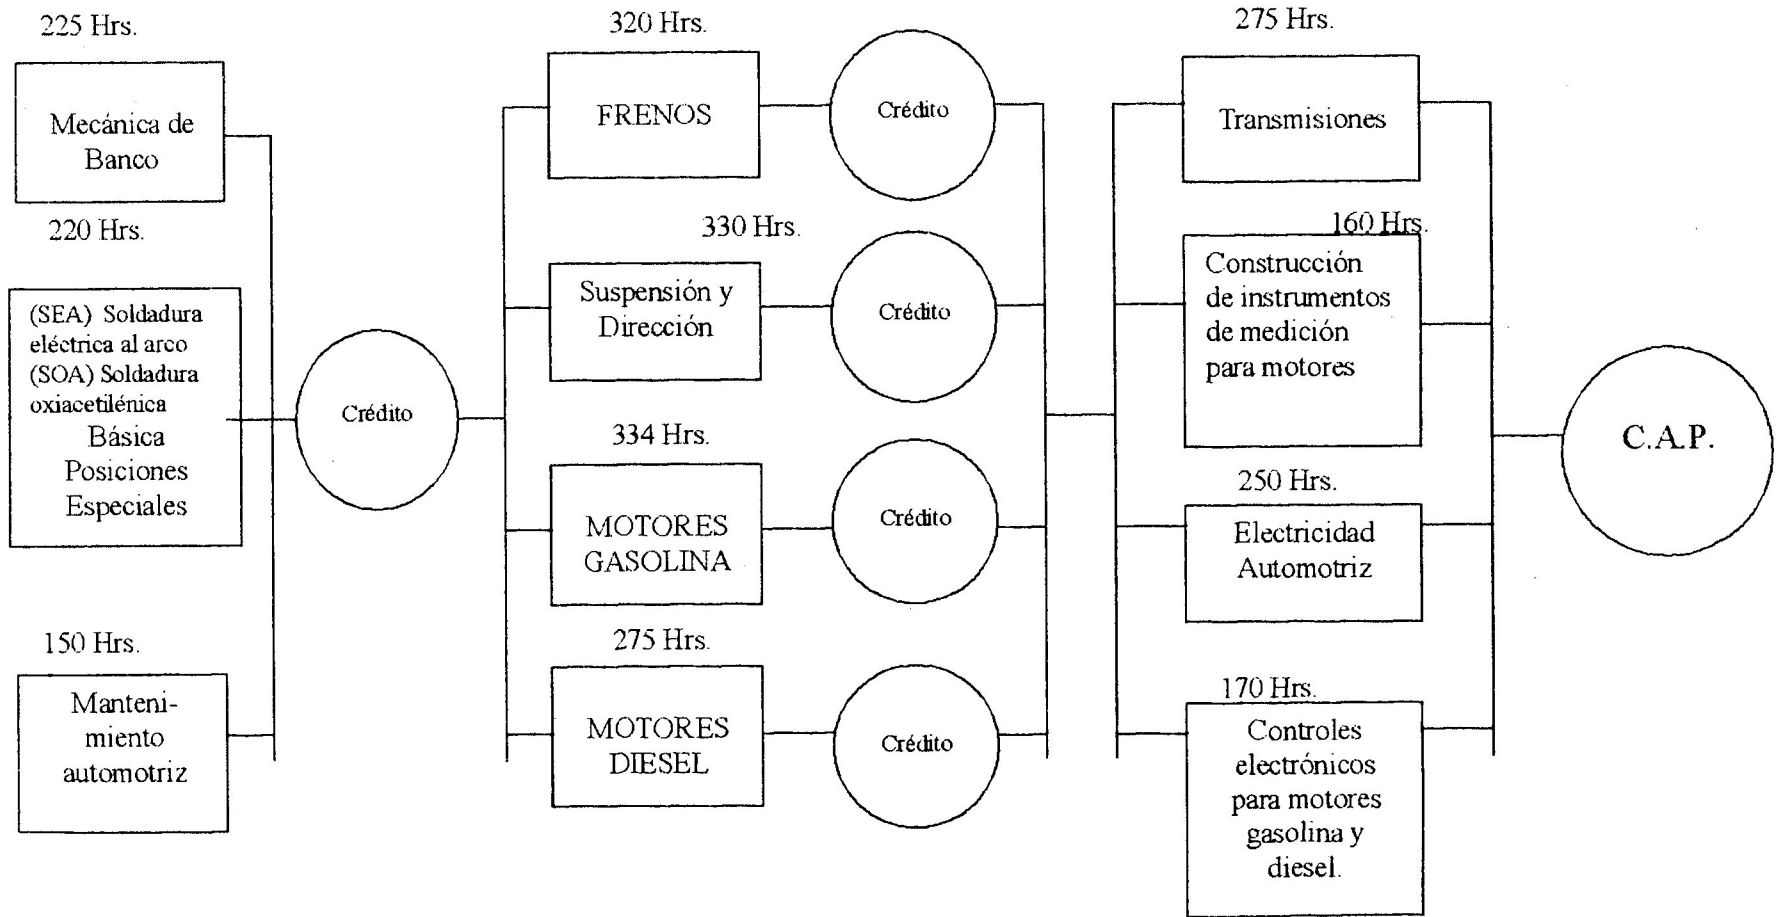 225 Hrs.
Mecánica de
Banco
220 Hrs.
(SEA) Soldadura
eléctrica al arco
(SOA) Soldadura
oxiacetilénica
Básica
Posiciones
Especiales
150 Hrs.
Manteni-
miento
automotriz
Crédito
320 Hrs.
FRENOS
Crédito
330 Hrs.
Suspensión y
Dirección
Crédito
334 Hrs.
MOTORES
GASOLINA
Crédito
275 Hrs.
MOTORES
DIESEL
Crédito
275 Hrs.
Transmisiones
160 Hrs.
Construcción
de instrumentos
de medición
para motores
250 Hrs.
Electricidad
Automotriz
170 Hrs.
Controles
electrónicos
para motores
gasolina y
diesel.
C.A.P.